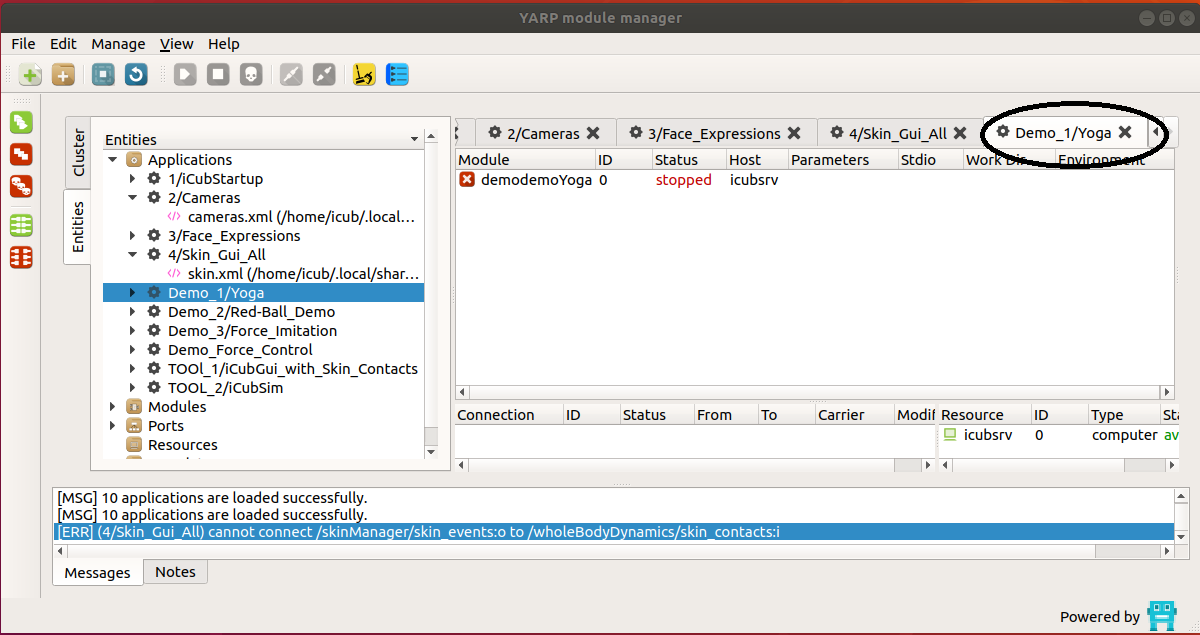 YARP module manager
File Edit Manage View Help
2/Cameras 3/Face_Expressions 4/Skin_Gui_All Demo_1/Yoga
Cluster
Entities
Entities
Applications
1/iCubStartup
2/Cameras
cameras.xml (/home/icub/.local...
3/Face_Expressions
4/Skin_Gui_All
skin.xml (/home/icub/.local/shar...
Demo_1/Yoga
Demo_2/Red-Ball_Demo
Demo_3/Force_Imitation
Demo_Force_Control
TOOl_1/iCubGui_with_Skin_Contacts
TOOL_2/iCubSim
Modules
Ports
Resources
Module ID Status Host Parameters Stdio Work Dir Environment
demodemoYoga 0 stopped icubsrv
Connection ID Status From To Carrier Modif
Resource ID Type Sta
icubsrv 0 computer av
[MSG] 10 applications are loaded successfully.
[MSG] 10 applications are loaded successfully.
[ERR] (4/Skin_Gui_All) cannot connect /skinManager/skin_events:o to /wholeBodyDynamics/skin_contacts:i
Messages Notes
Powered by